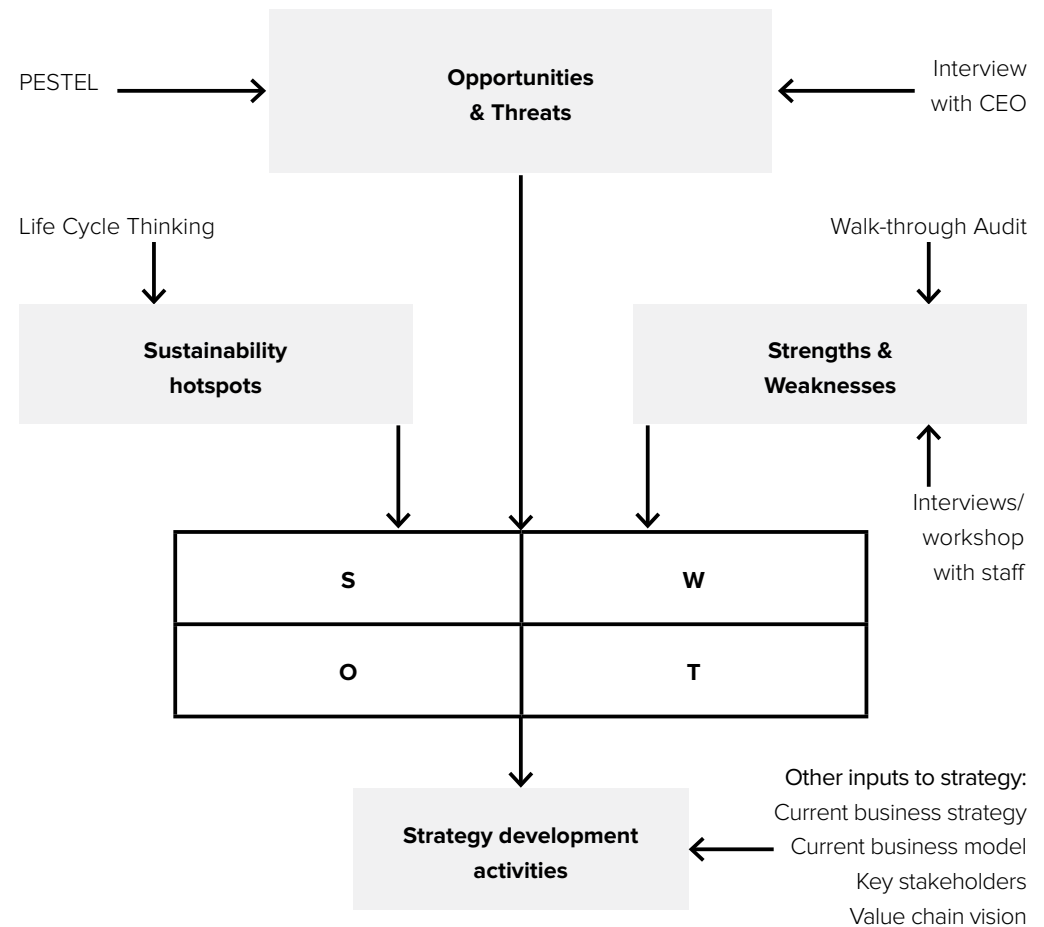 PESTEL
Opportunities
& Threats
Interview
with CEO
Life Cycle Thinking
Walk-through Audit
Sustainability
hotspots
Strengths &
Weaknesses
Interviews/
workshop
with staff
S
W
O
T
Strategy development
activities
Other inputs to strategy:
Current business strategy
Current business model
Key stakeholders
Value chain vision